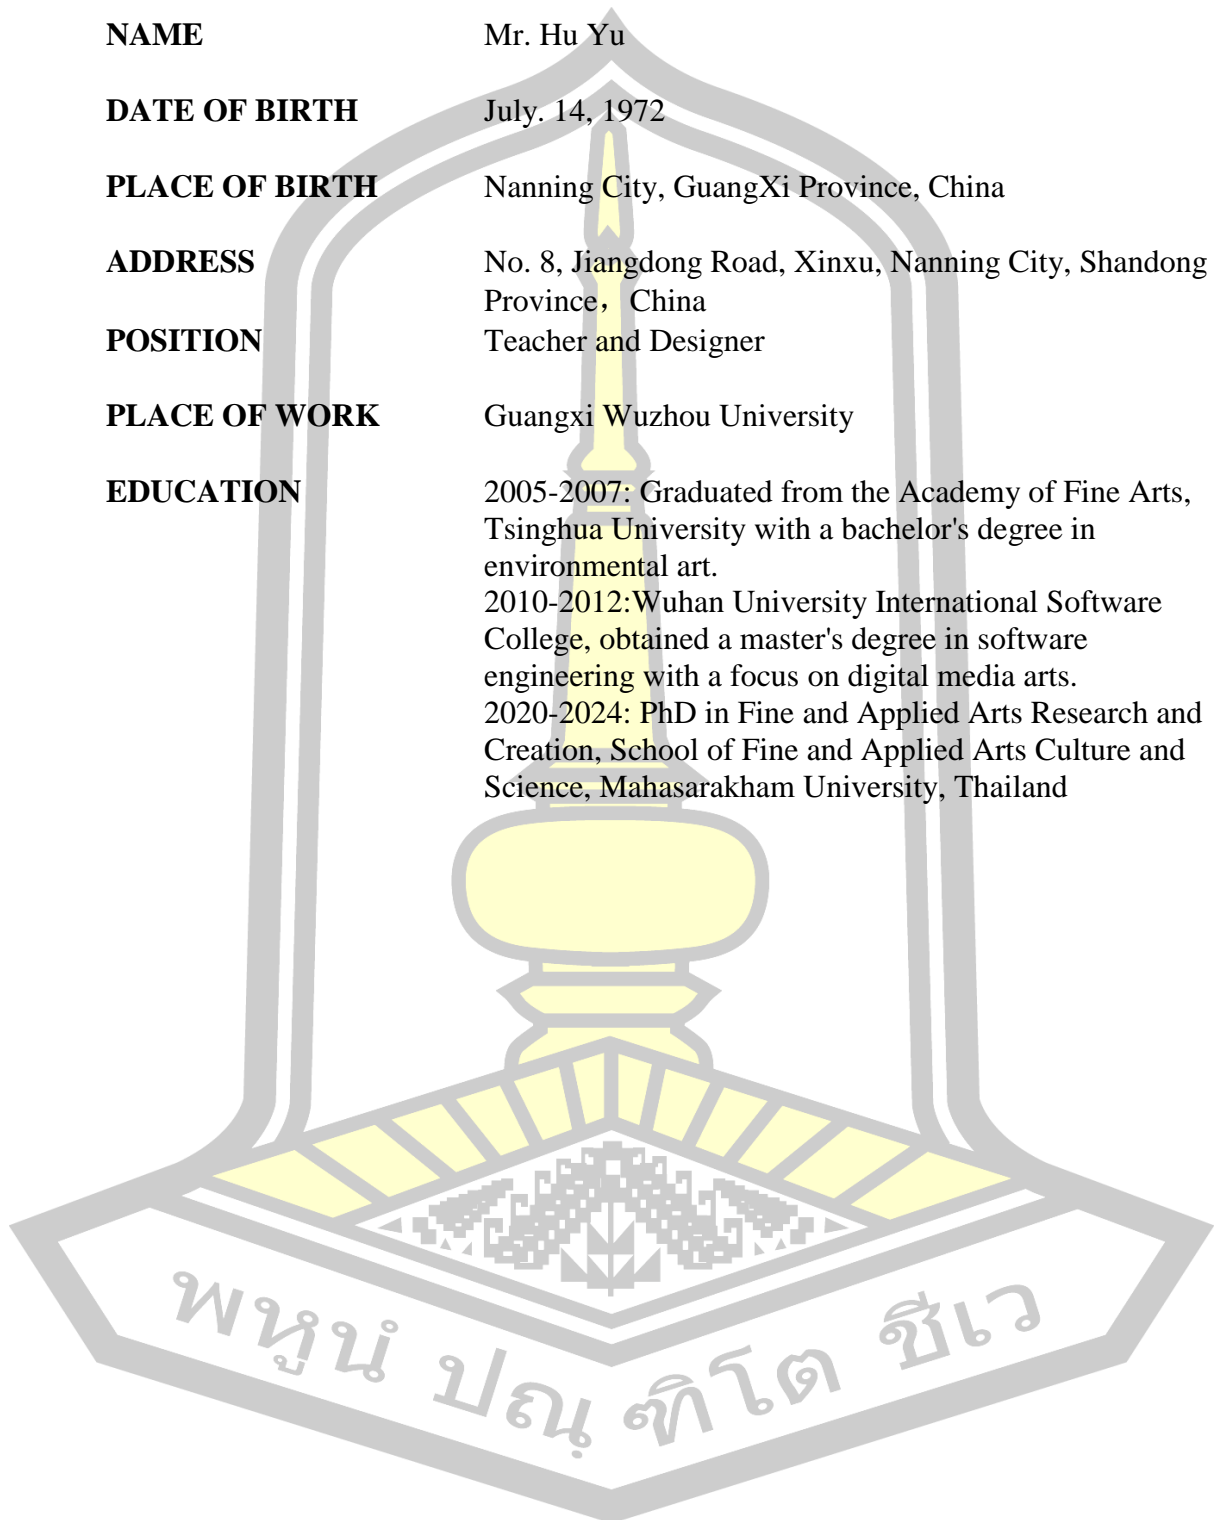 NAME Mr. Hu Yu
DATE OF BIRTH July. 14, 1972
PLACE OF BIRTH Nanning City, GuangXi Province, China
ADDRESS No. 8, Jiangdong Road, Xinxu, Nanning City, Shandong
Province，China
POSITION Teacher and Designer
PLACE OF WORK Guangxi Wuzhou University
EDUCATION 2005-2007: Graduated from the Academy of Fine Arts,
Tsinghua University with a bachelor's degree in
environmental art.
2010-2012:Wuhan University International Software
College, obtained a master's degree in software
engineering with a focus on digital media arts.
2020-2024: PhD in Fine and Applied Arts Research and
Creation, School of Fine and Applied Arts Culture and
Science, Mahasarakham University, Thailand
พหูนํ ปณฺ ฑิโต ชีเว